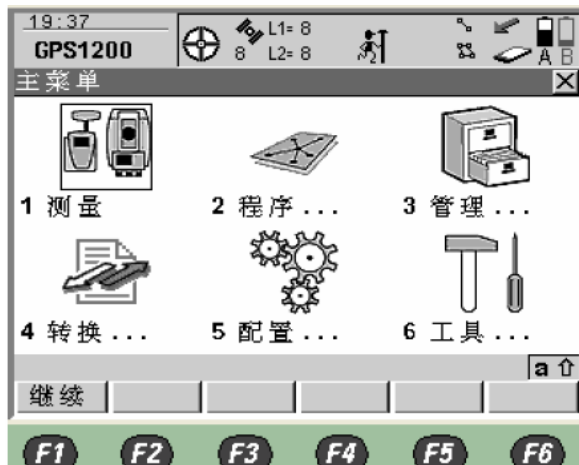 19:37
GPS1200
L1= 8
8 L2= 8
A B
主菜单
1 测量
2 程序...
3 管理...
4 转换...
5 配置...
6 工具...
a
继续
F1 F2 F3 F4 F5 F6